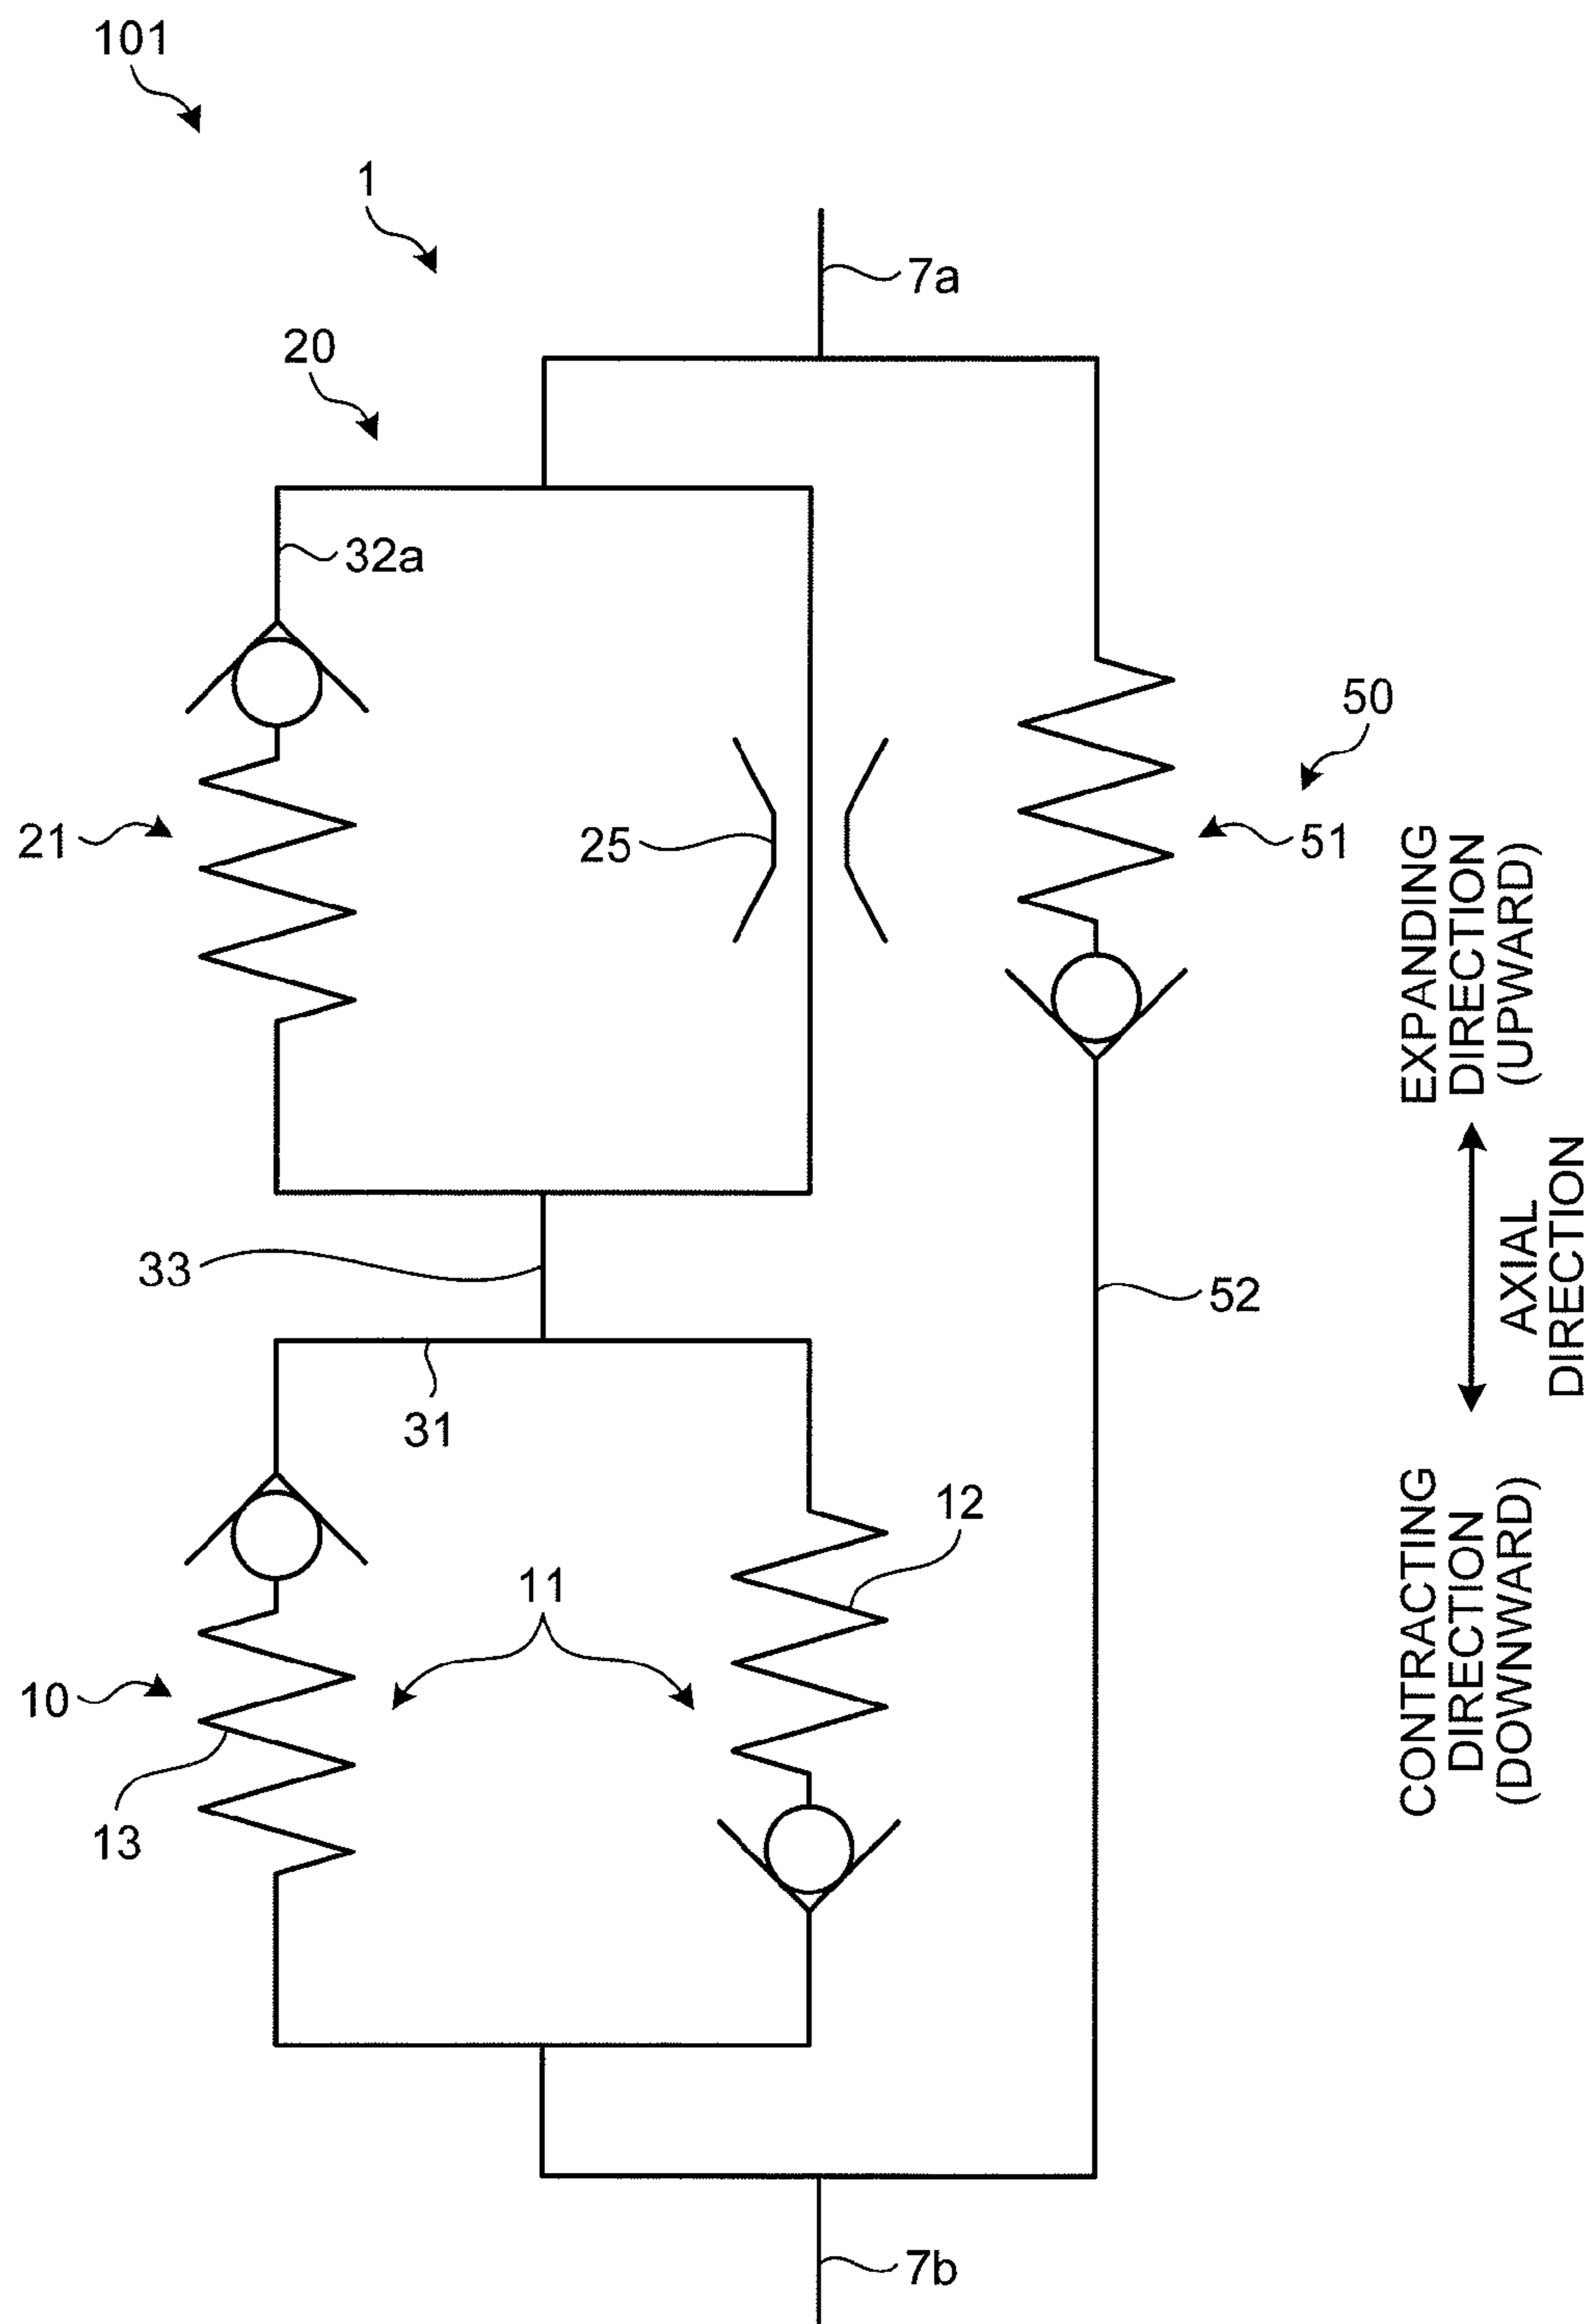 101
1
7a
20
32a
50
21
25
51
EXPANDING
DIRECTION
(UPWARD)
33
52
AXIAL
DIRECTION
31
12
11
10
13
CONTRACTING
DIRECTION
(DOWNWARD)
7b